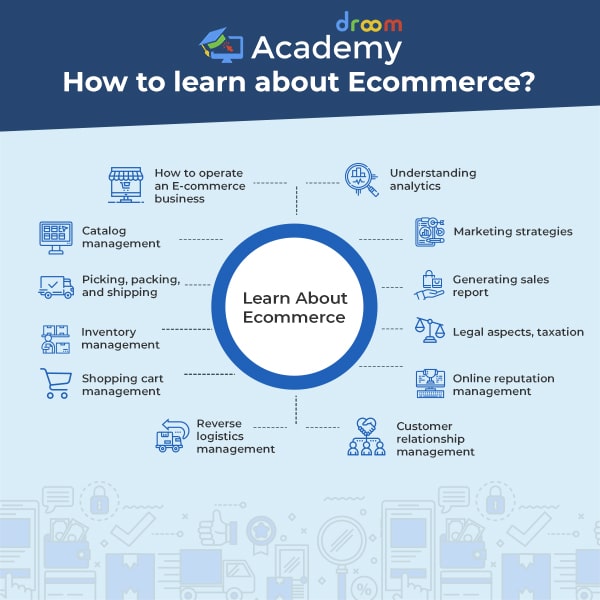 droom
Academy
How to learn about Ecommerce?
How to operate
an E-commerce
business
Understanding
analytics
Catalog
management
Marketing strategies
Picking, packing,
and shipping
Generating sales
report
Learn About
Ecommerce
Inventory
management
Legal aspects, taxation
Shopping cart
management
Online reputation
management
Reverse
logistics
management
Customer
relationship
management